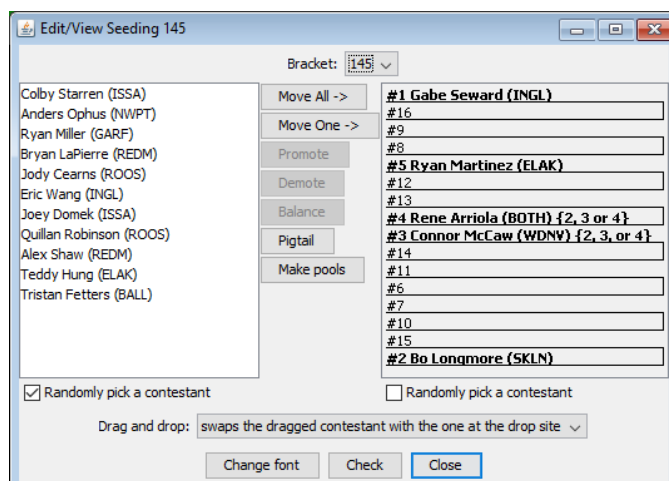 Edit/View Seeding 145
Bracket: 145
Colby Starren (ISSA)
Anders Ophus (NWPT)
Ryan Miller (GARF)
Bryan LaPierre (REDM)
Jody Cearns (ROOS)
Eric Wang (INGL)
Joey Domek (ISSA)
Quillan Robinson (ROOS)
Alex Shaw (REDM)
Teddy Hung (ELAK)
Tristan Fetters (BALL)
Move All ->
Move One ->
Promote
Demote
Balance
Pigtail
Make pools
#1 Gabe Seward (INGL)
#16
#9
#8
#5 Ryan Martinez (ELAK)
#12
#13
#4 Rene Arriola (BOTH) {2, 3 or 4}
#3 Connor McCaw (WDNV) {2, 3, or 4}
#14
#11
#6
#7
#10
#15
#2 Bo Longmore (SKLN)
Randomly pick a contestant
Randomly pick a contestant
Drag and drop: swaps the dragged contestant with the one at the drop site
Change font
Check
Close